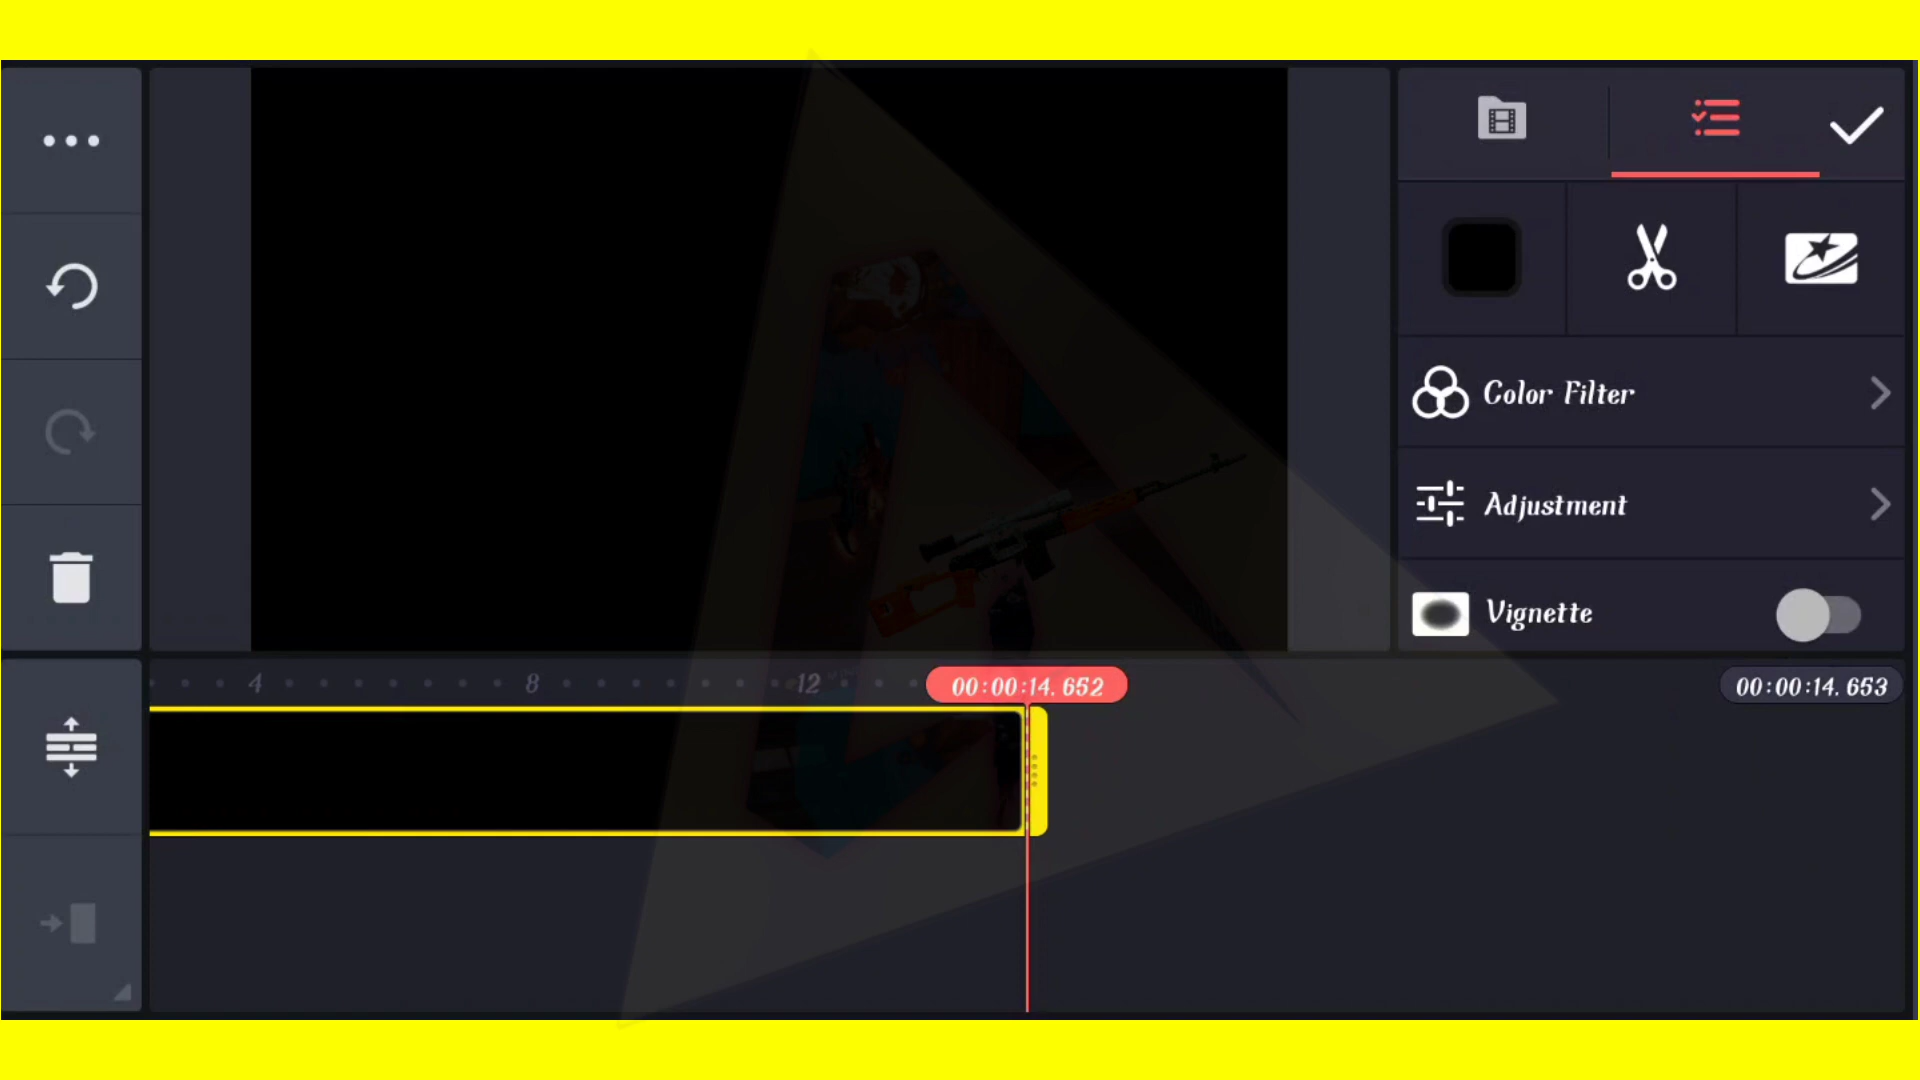 Color Filter
Adjustment
Vignette
4 8 12
00:00:14.652
00:00:14.653